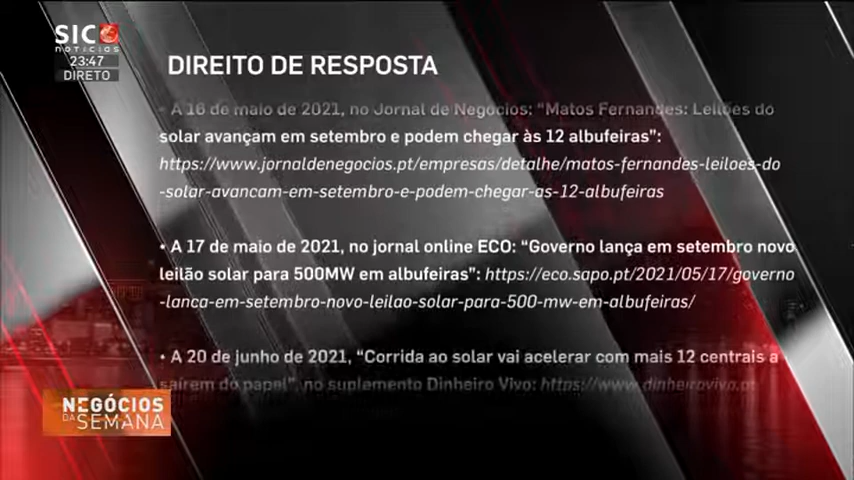 SIC
notícias
23:47
DIRETO
DIREITO DE RESPOSTA
• A 16 de maio de 2021, no Jornal de Negócios: “Matos Fernandes: Leilões do
solar avançam em setembro e podem chegar às 12 albufeiras”:
https://www.jornaldenegocios.pt/empresas/detalhe/matos-fernandes-leiloes-do
-solar-avancam-em-setembro-e-podem-chegar-as-12-albufeiras
• A 17 de maio de 2021, no jornal online ECO: “Governo lança em setembro novo
leilão solar para 500MW em albufeiras”: https://eco.sapo.pt/2021/05/17/governo
-lanca-em-setembro-novo-leilao-solar-para-500-mw-em-albufeiras/
• A 20 de junho de 2021, “Corrida ao solar vai acelerar com mais 12 centrais a
saírem do papel”, no suplemento Dinheiro Vivo: https://www.dinheirovivo.pt
NEGÓCIOS
DA SEMANA